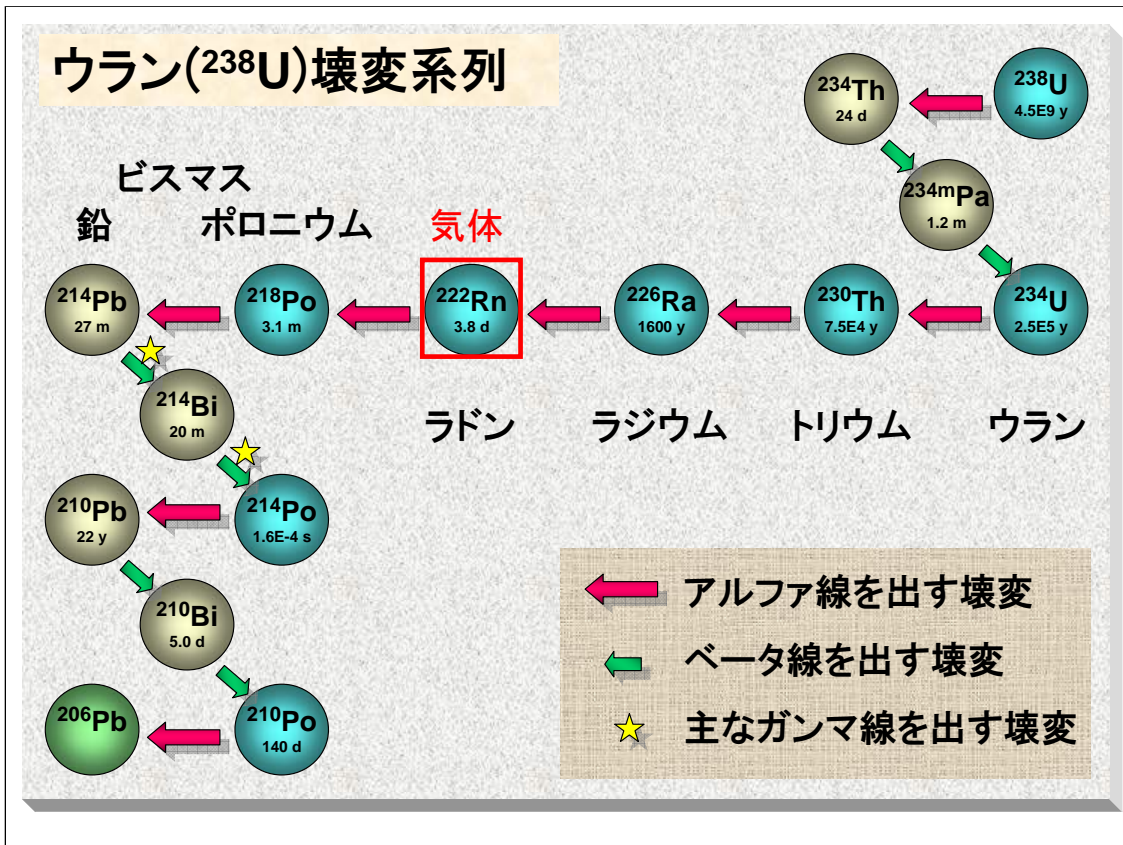 ウラン(²³⁸U)壊変系列
²³⁴Th
24 d
²³⁸U
4.5E9 y
²³⁴ᵐPa
1.2 m
ビスマス
鉛
ポロニウム
気体
²¹⁴Pb
27 m
²¹⁸Po
3.1 m
²²²Rn
3.8 d
²²⁶Ra
1600 y
²³⁰Th
7.5E4 y
²³⁴U
2.5E5 y
²¹⁴Bi
20 m
ラドン
ラジウム
トリウム
ウラン
²¹⁰Pb
22 y
²¹⁴Po
1.6E-4 s
²¹⁰Bi
5.0 d
²⁰⁶Pb
²¹⁰Po
140 d
アルファ線を出す壊変
ベータ線を出す壊変
主なガンマ線を出す壊変